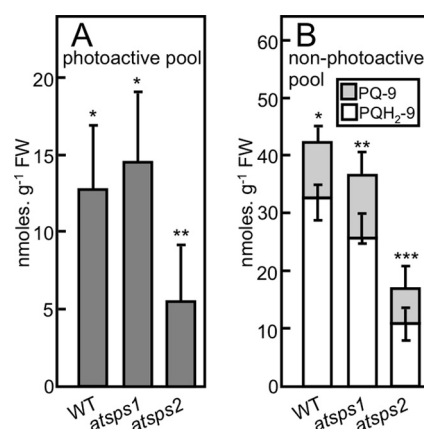 A
photoactive pool
nmoles. g⁻¹ FW
20
15
10
5
0
*
*
**
WT
atsps1
atsps2
B
non-photoactive
pool
PQ-9
PQH₂-9
nmoles. g⁻¹ FW
60
50
40
30
20
10
0
*
**
***
WT
atsps1
atsps2